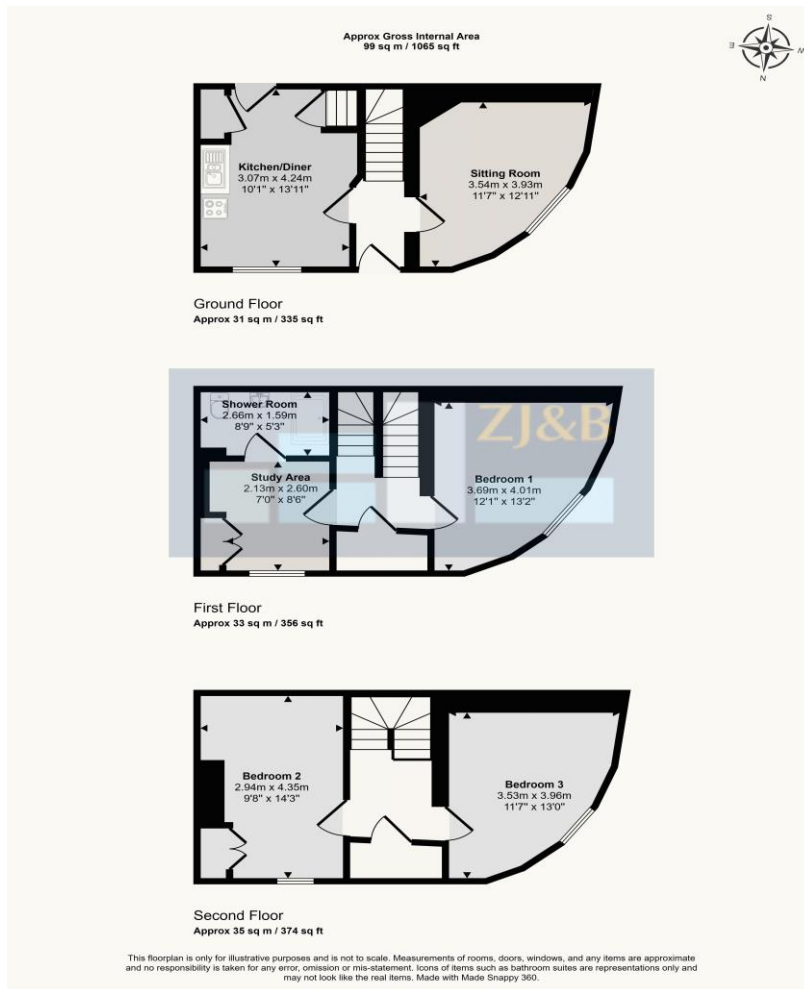 Approx Gross Internal Area
99 sq m / 1065 sq ft
S
E
W
N
Kitchen/Diner
3.07m x 4.24m
10'1" x 13'11"
Sitting Room
3.54m x 3.93m
11'7" x 12'11"
Ground Floor
Approx 31 sq m / 335 sq ft
Shower Room
2.66m x 1.59m
8'9" x 5'3"
ZJ&B
Study Area
2.13m x 2.60m
7'0" x 8'6"
Bedroom 1
3.69m x 4.01m
12'1" x 13'2"
First Floor
Approx 33 sq m / 356 sq ft
Bedroom 2
2.94m x 4.35m
9'8" x 14'3"
Bedroom 3
3.53m x 3.96m
11'7" x 13'0"
Second Floor
Approx 35 sq m / 374 sq ft
This floorplan is only for illustrative purposes and is not to scale. Measurements of rooms, doors, windows, and any items are approximate
and no responsibility is taken for any error, omission or mis-statement. Icons of items such as bathroom suites are representations only and
may not look like the real items. Made with Made Snappy 360.